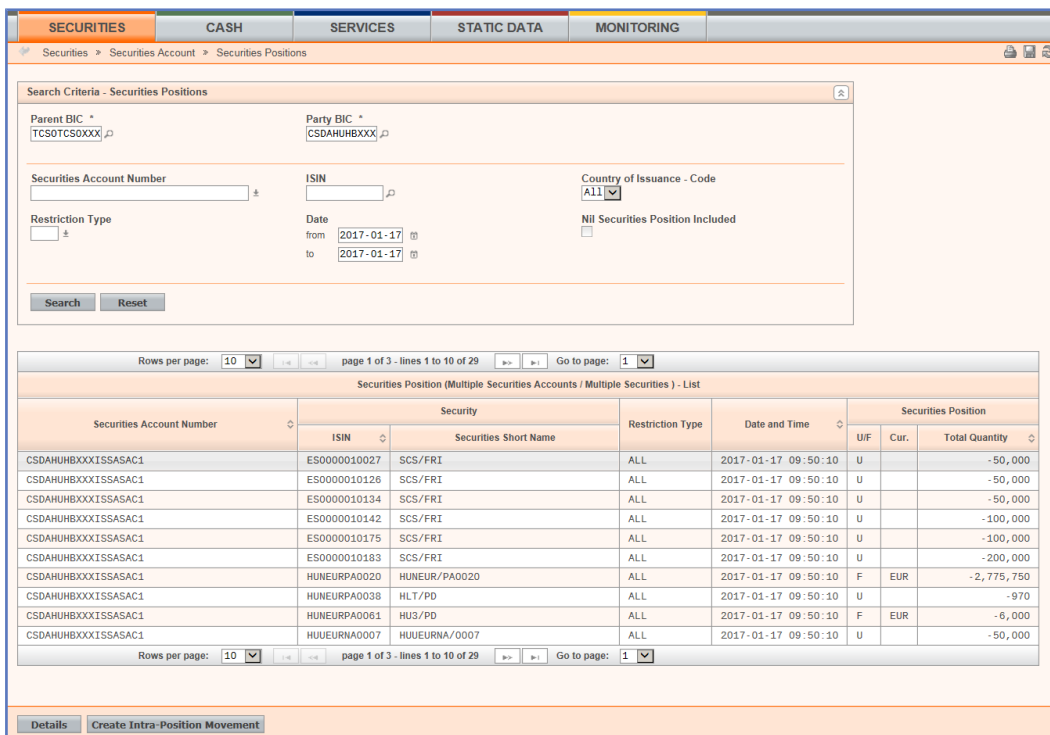 SECURITIES CASH SERVICES STATIC DATA MONITORING
Securities » Securities Account » Securities Positions
Search Criteria - Securities Positions
Parent BIC * Party BIC *
TCSOTCSOXXX CSDAHUHBXXX
Securities Account Number ISIN Country of Issuance - Code
All
Restriction Type Date Nil Securities Position Included
from 2017-01-17
to 2017-01-17
Search Reset
Rows per page: 10 page 1 of 3 - lines 1 to 10 of 29 Go to page: 1
Securities Position (Multiple Securities Accounts / Multiple Securities ) - List
Securities Account Number Security Restriction Type Date and Time Securities Position
ISIN Securities Short Name U/F Cur. Total Quantity
CSDAHUHBXXXISSASAC1 ES0000010027 SCS/FRI ALL 2017-01-17 09:50:10 U -50,000
CSDAHUHBXXXISSASAC1 ES0000010126 SCS/FRI ALL 2017-01-17 09:50:10 U -50,000
CSDAHUHBXXXISSASAC1 ES0000010134 SCS/FRI ALL 2017-01-17 09:50:10 U -50,000
CSDAHUHBXXXISSASAC1 ES0000010142 SCS/FRI ALL 2017-01-17 09:50:10 U -100,000
CSDAHUHBXXXISSASAC1 ES0000010175 SCS/FRI ALL 2017-01-17 09:50:10 U -100,000
CSDAHUHBXXXISSASAC1 ES0000010183 SCS/FRI ALL 2017-01-17 09:50:10 U -200,000
CSDAHUHBXXXISSASAC1 HUNEURPA0020 HUNEUR/PA0020 ALL 2017-01-17 09:50:10 F EUR -2,775,750
CSDAHUHBXXXISSASAC1 HUNEURPA0038 HLT/PD ALL 2017-01-17 09:50:10 U -970
CSDAHUHBXXXISSASAC1 HUNEURPA0061 HU3/PD ALL 2017-01-17 09:50:10 F EUR -6,000
CSDAHUHBXXXISSASAC1 HUUEURNA0007 HUUEURNA/0007 ALL 2017-01-17 09:50:10 U -50,000
Rows per page: 10 page 1 of 3 - lines 1 to 10 of 29 Go to page: 1
Details Create Intra-Position Movement